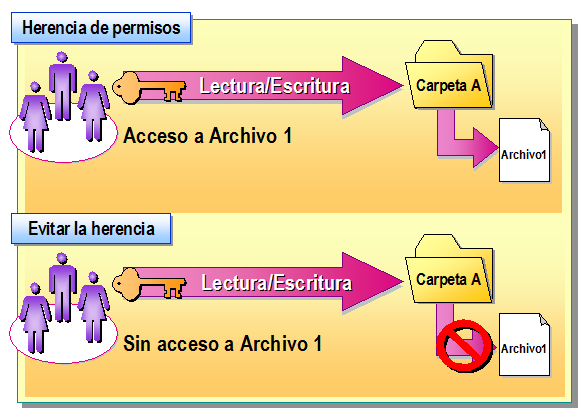 Herencia de permisos
Lectura/Escritura
Carpeta A
Acceso a Archivo 1
Archivo1
Evitar la herencia
Lectura/Escritura
Carpeta A
Sin acceso a Archivo 1
Archivo1